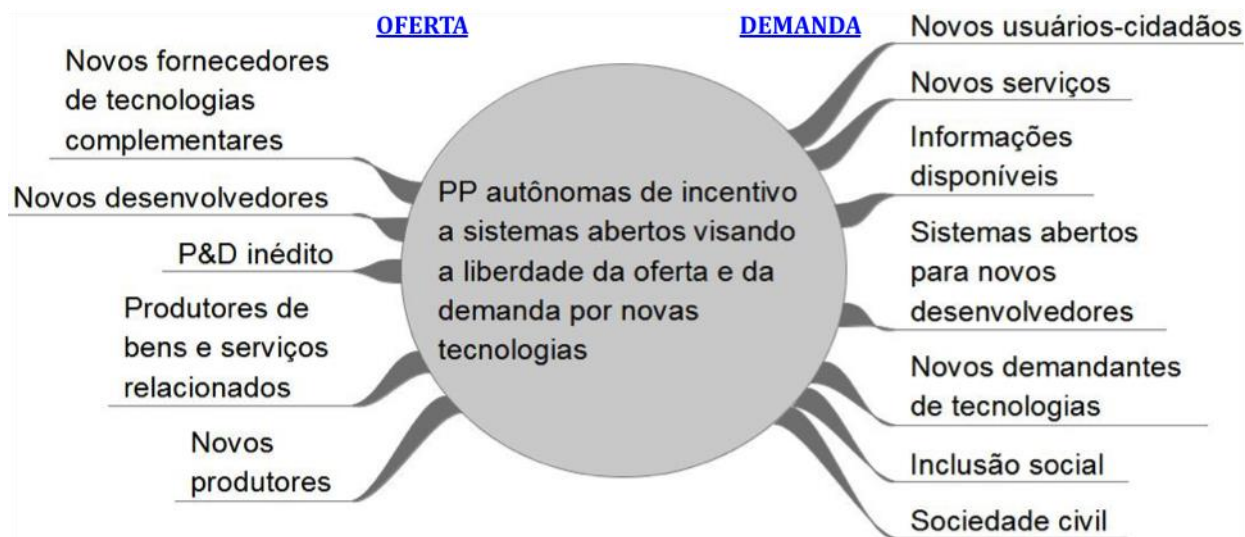 OFERTA
DEMANDA
Novos fornecedores
de tecnologias
complementares
Novos desenvolvedores
P&D inédito
Produtores de
bens e serviços
relacionados
Novos
produtores
PP autônomas de incentivo
a sistemas abertos visando
a liberdade da oferta e da
demanda por novas
tecnologias
Novos usuários-cidadãos
Novos serviços
Informações
disponíveis
Sistemas abertos
para novos
desenvolvedores
Novos demandantes
de tecnologias
Inclusão social
Sociedade civil